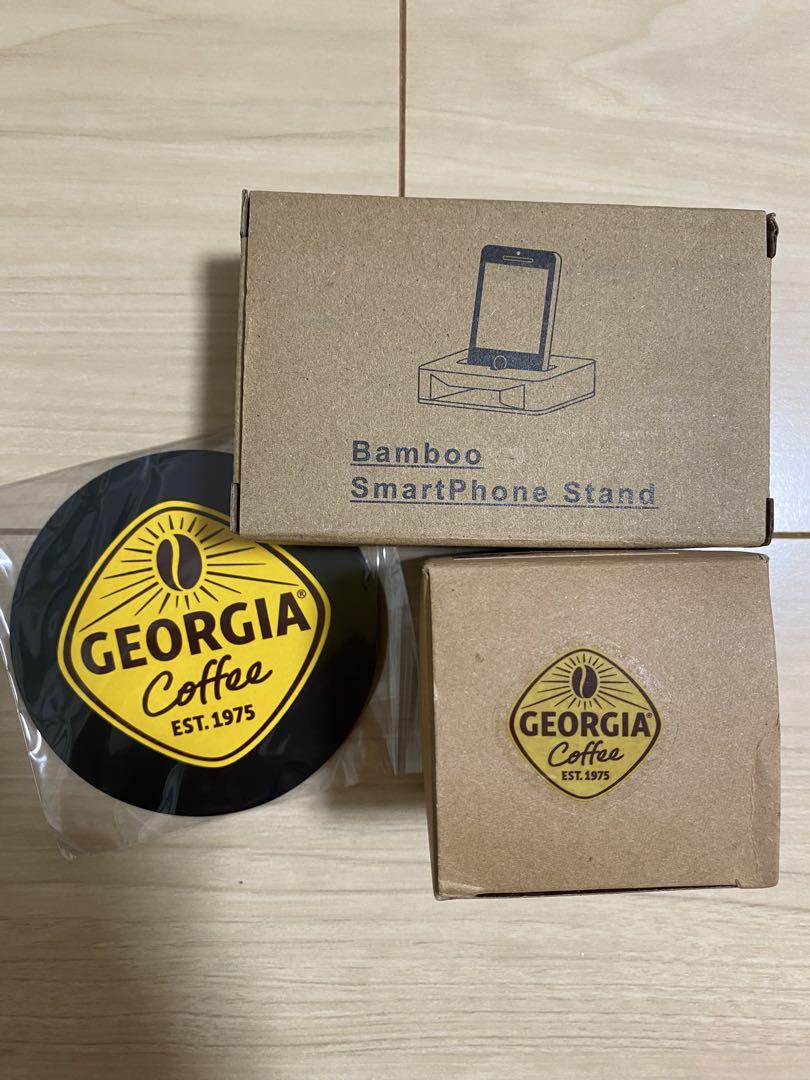 Bamboo
SmartPhone Stand
GEORGIA®
Coffee
EST. 1975
GEORGIA®
Coffee
EST. 1975